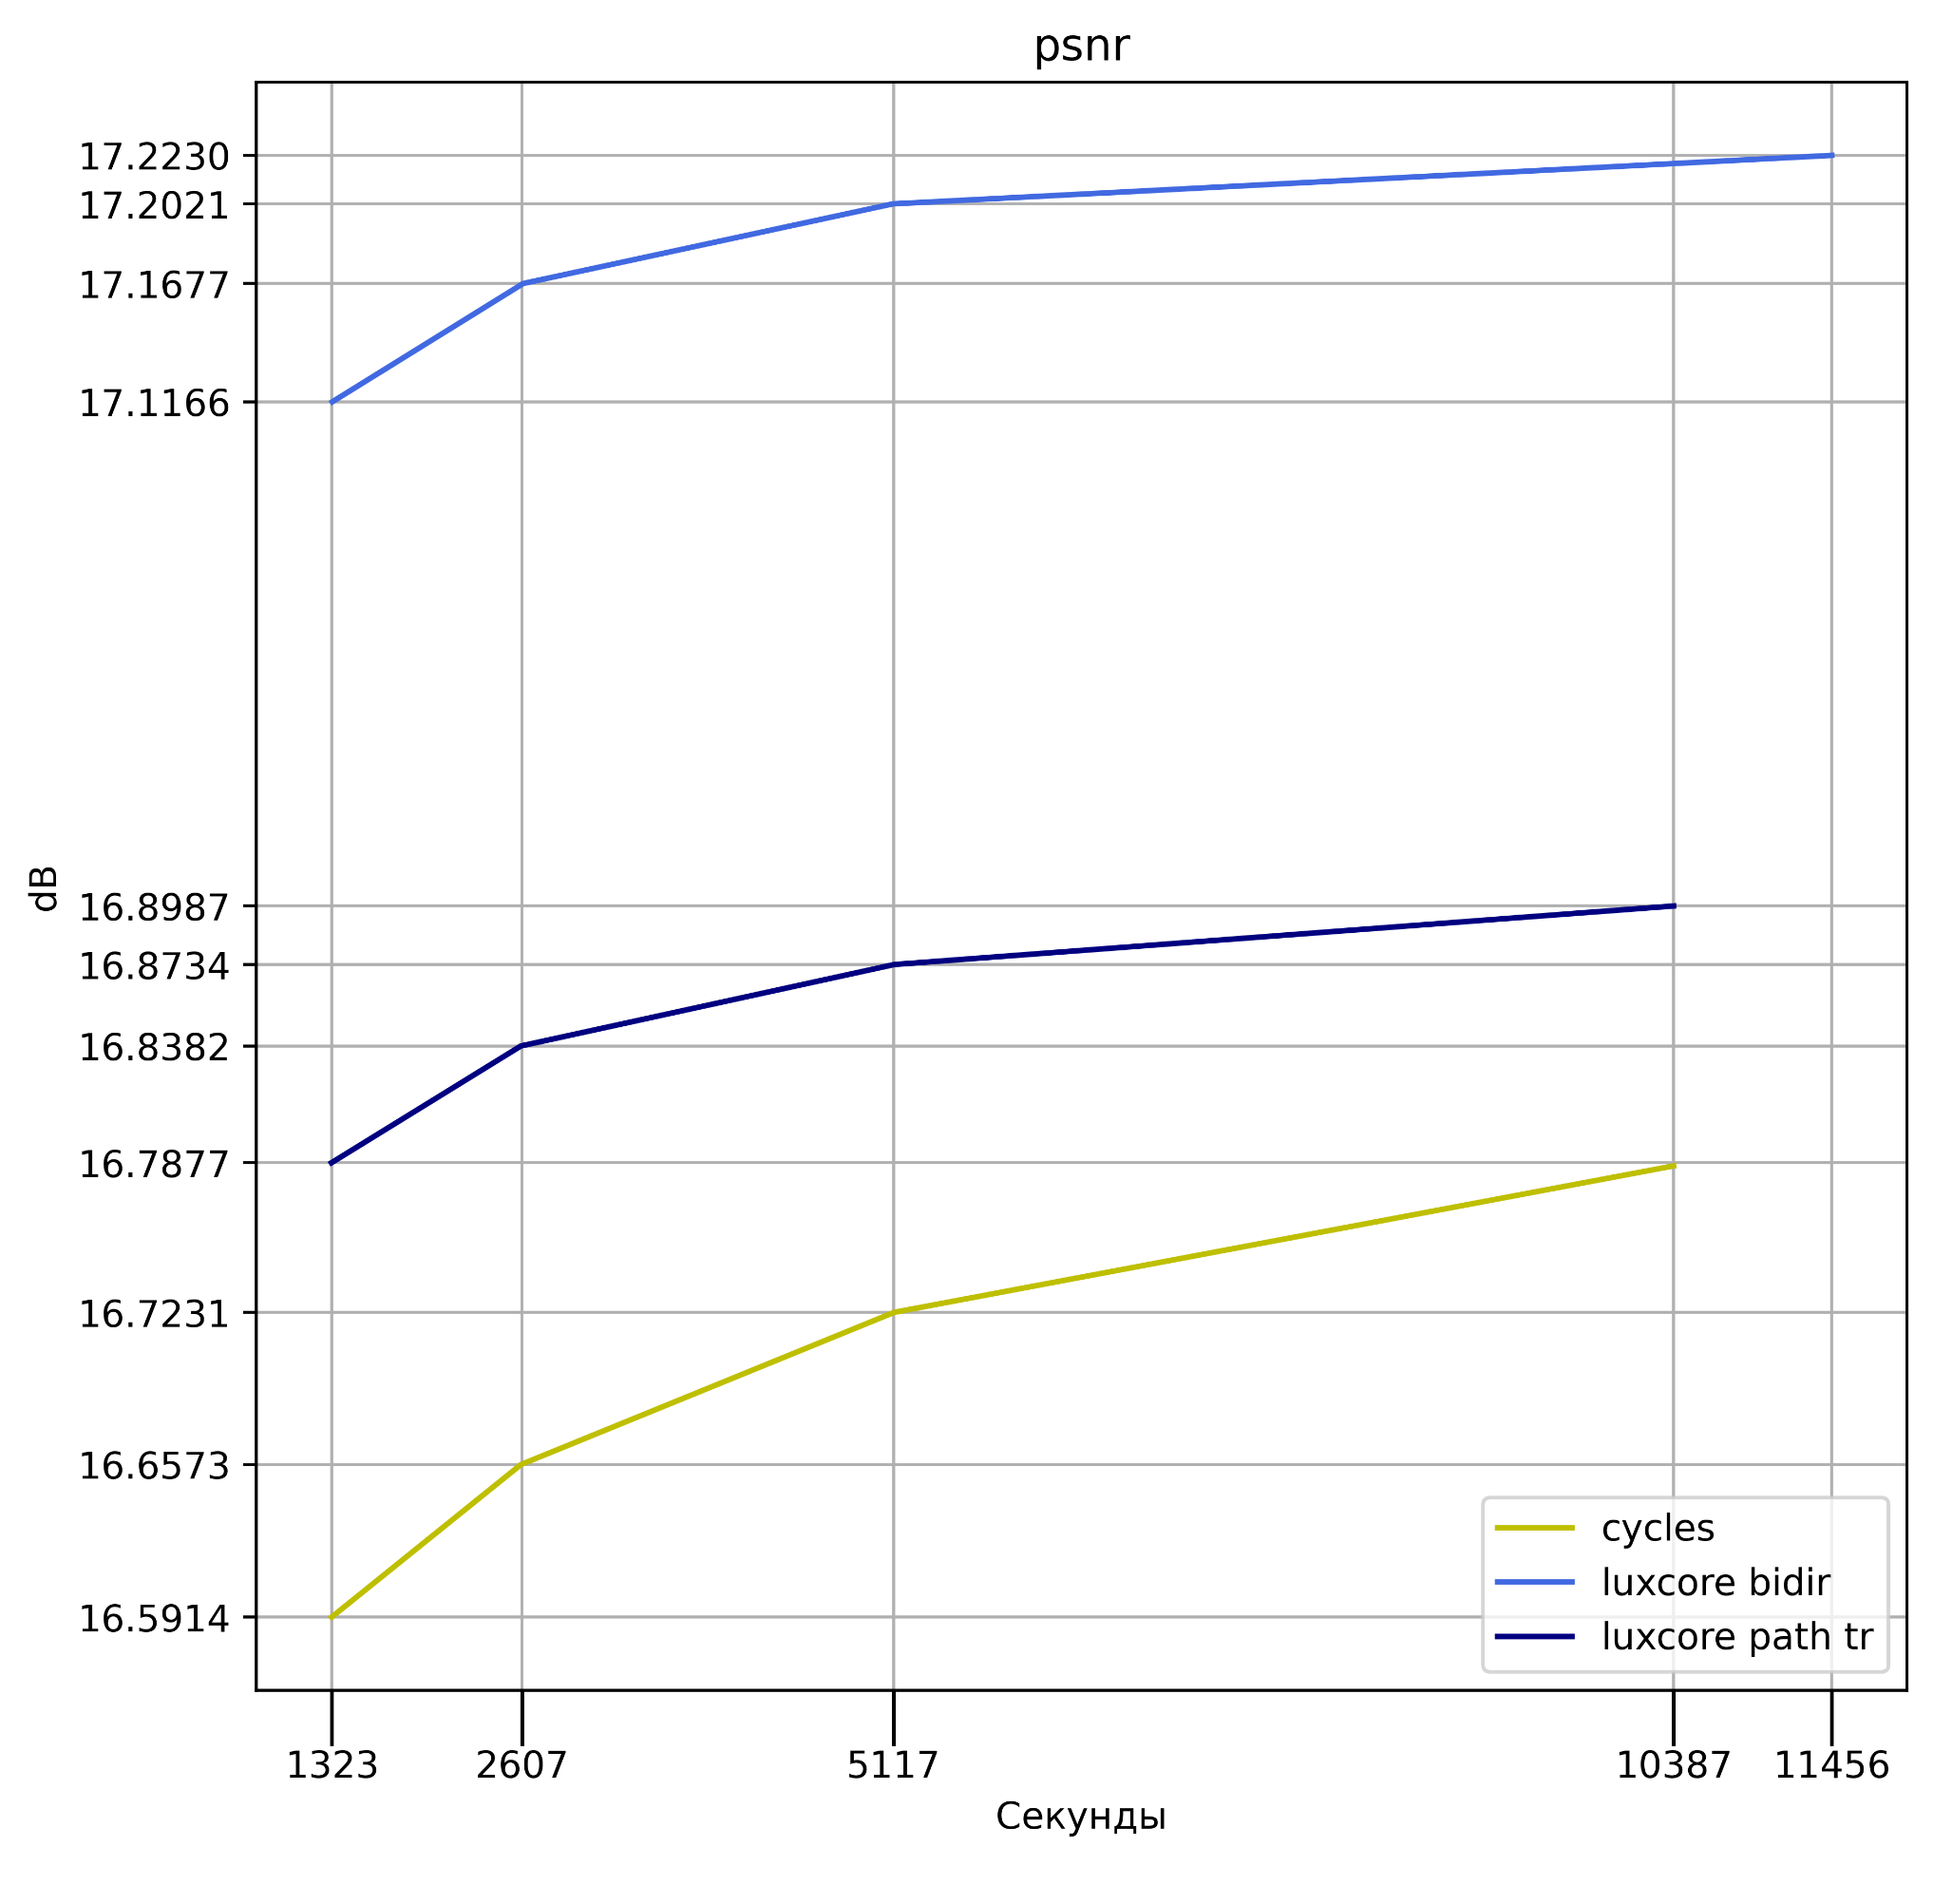 psnr
17.2230
17.2021
17.1677
17.1166
dB
16.8987
16.8734
16.8382
16.7877
16.7231
16.6573
16.5914
cycles
luxcore bidir
luxcore path tr
1323 2607 5117 10387 11456
Секунды